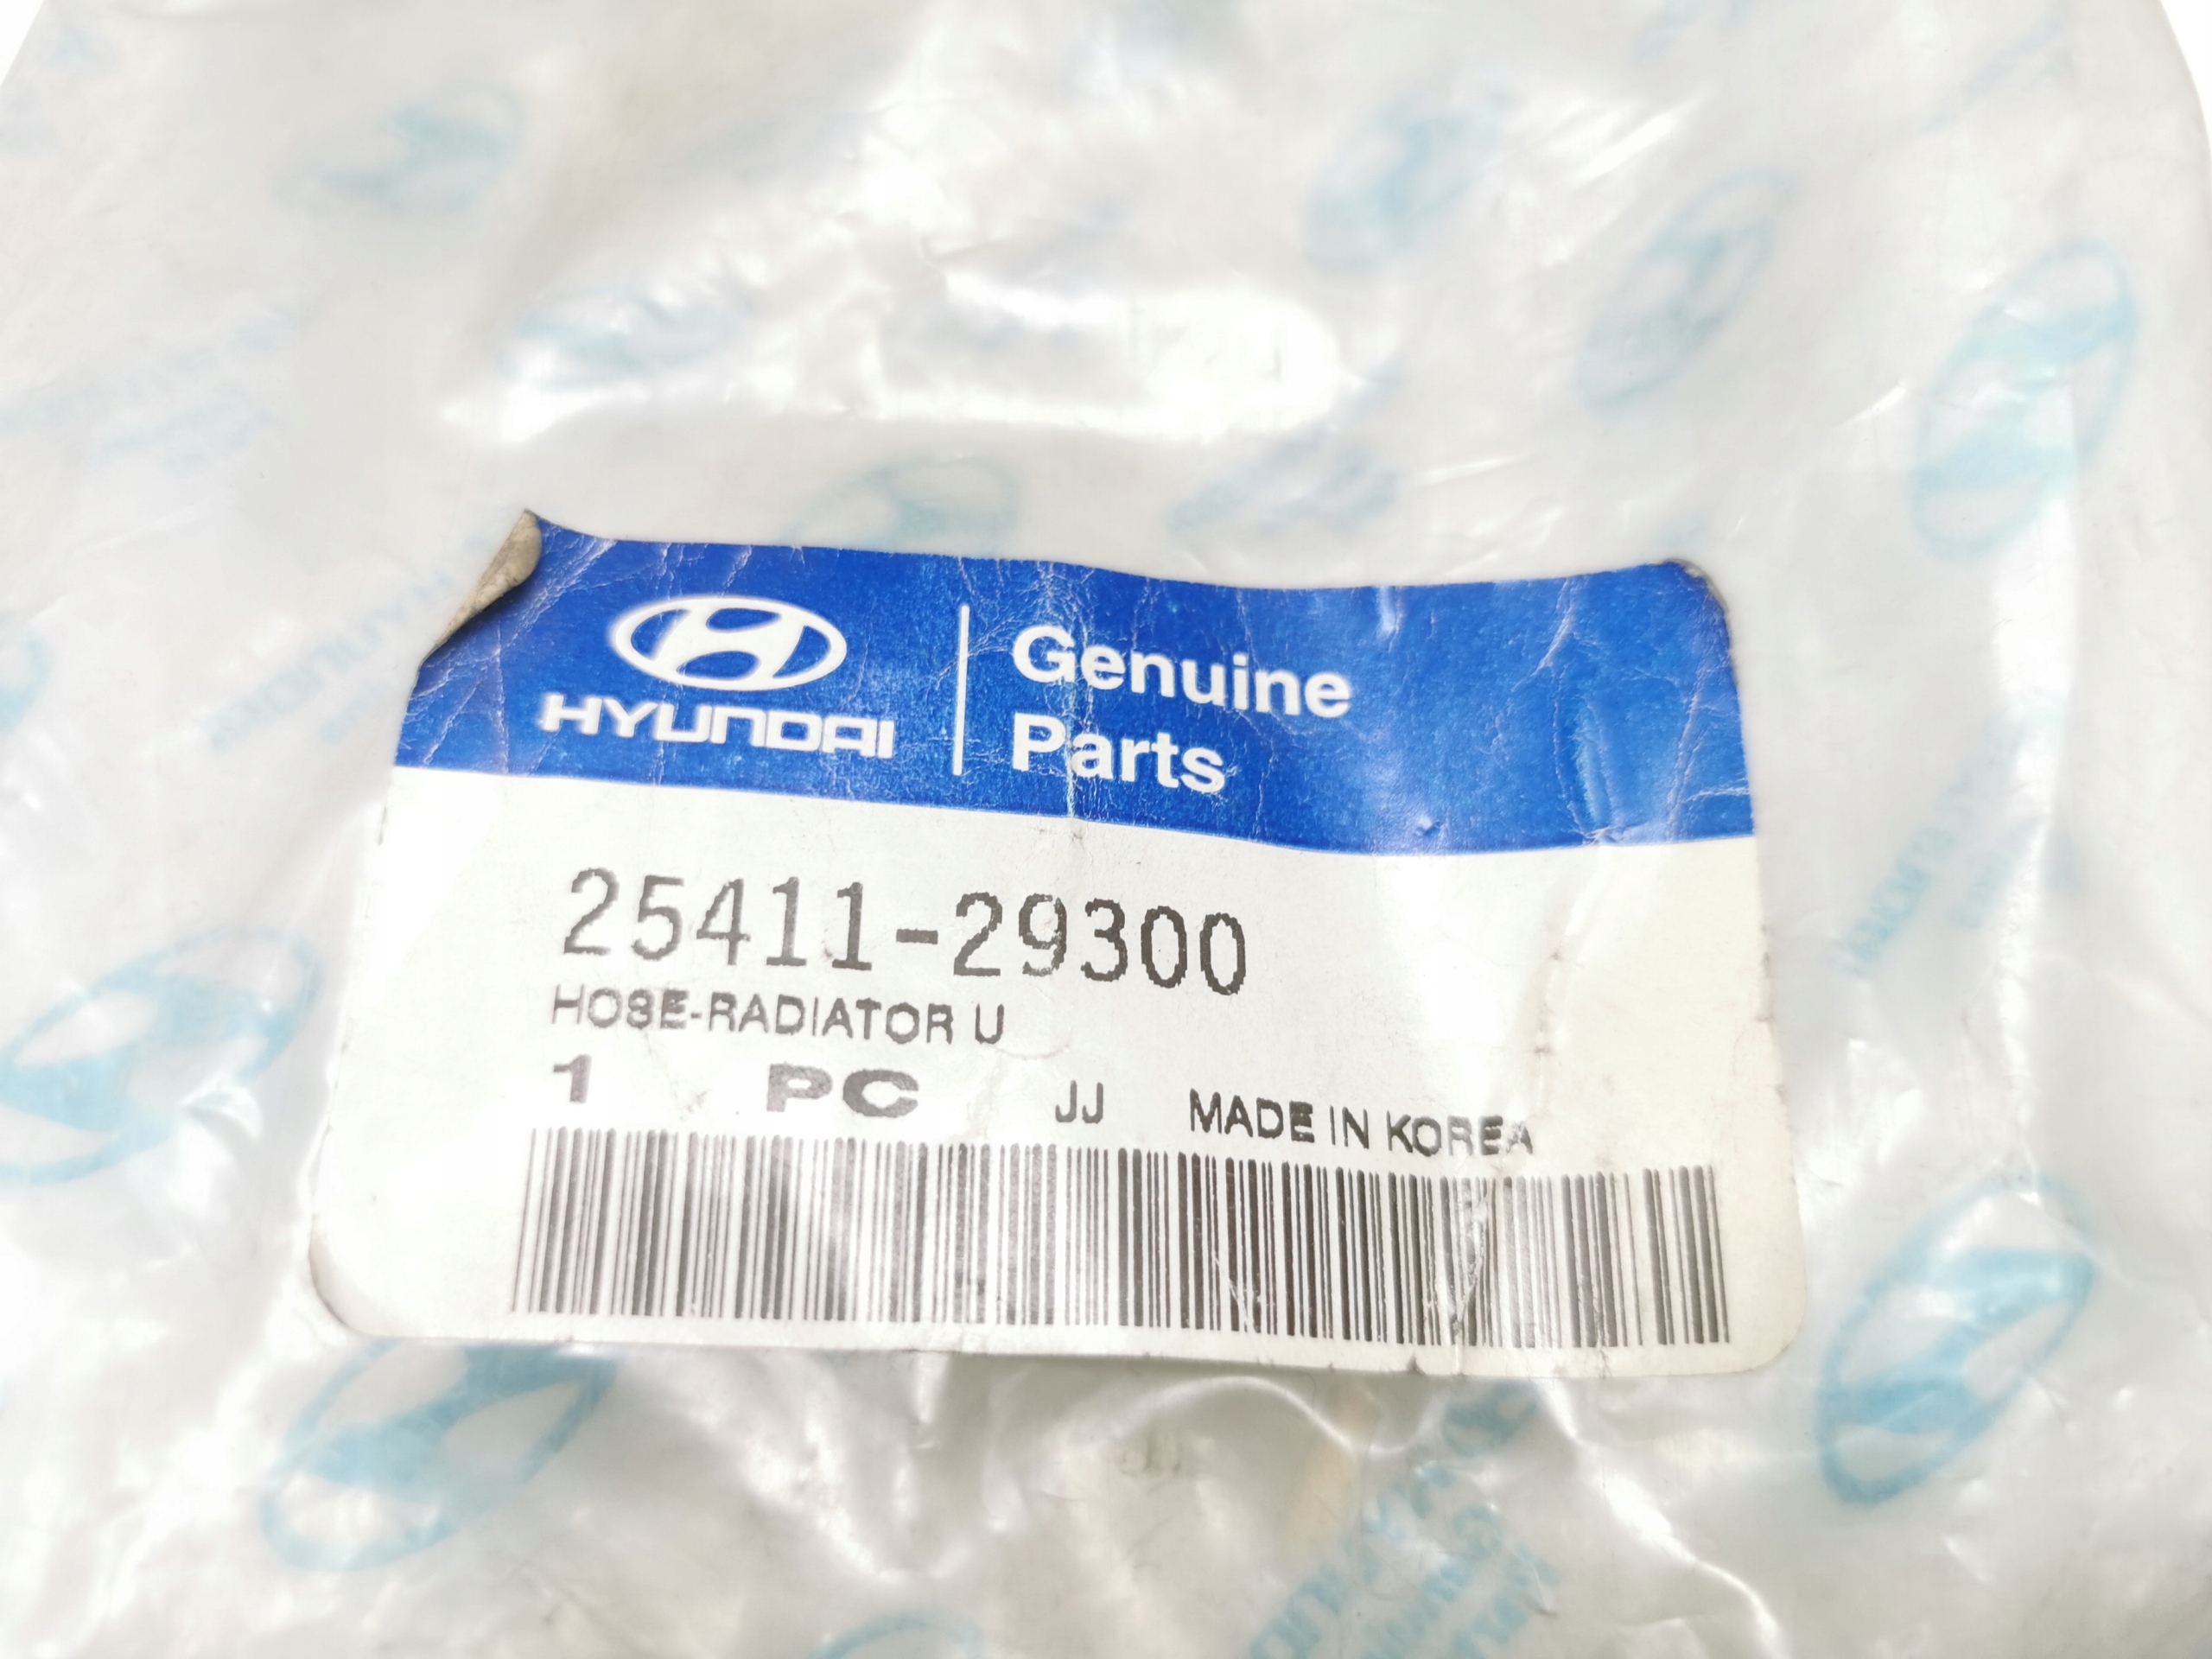 HYUNDAI
Genuine
Parts
25411-29300
HOSE-RADIATOR U
1 PC JJ MADE IN KOREA